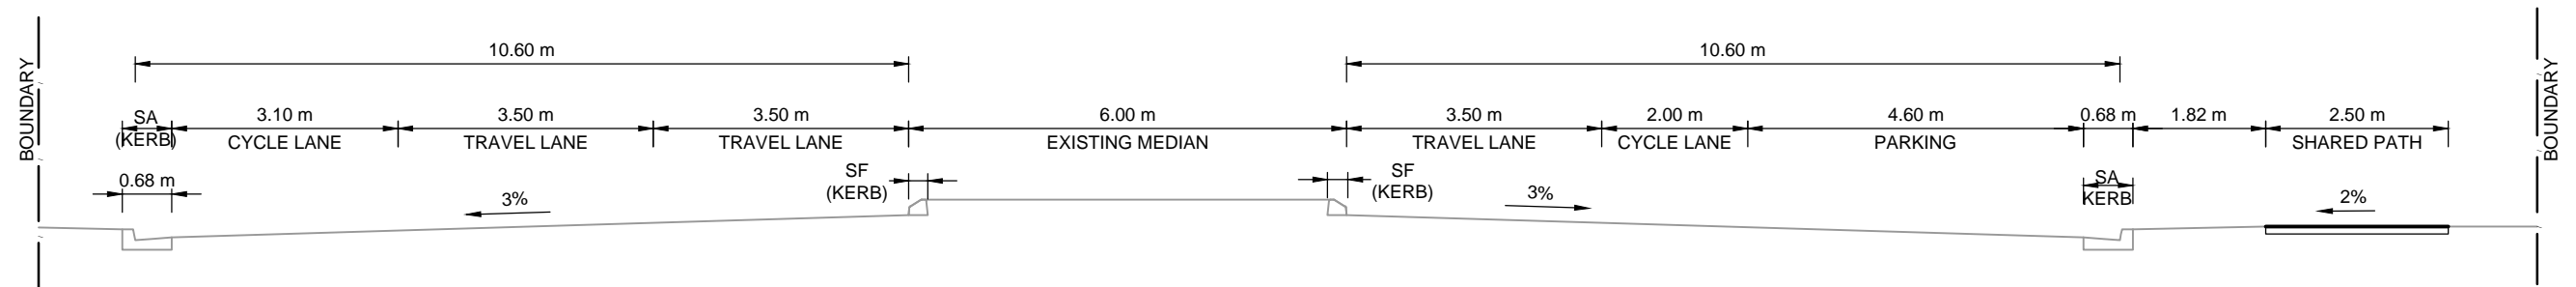 10.60 m
10.60 m
BOUNDARY
SA
(KERB)
3.10 m
CYCLE LANE
3.50 m
TRAVEL LANE
3.50 m
TRAVEL LANE
6.00 m
EXISTING MEDIAN
3.50 m
TRAVEL LANE
2.00 m
CYCLE LANE
4.60 m
PARKING
0.68 m
1.82 m
2.50 m
SHARED PATH
BOUNDARY
0.68 m
3%
SF
(KERB)
SF
(KERB)
3%
SA
KERB
2%